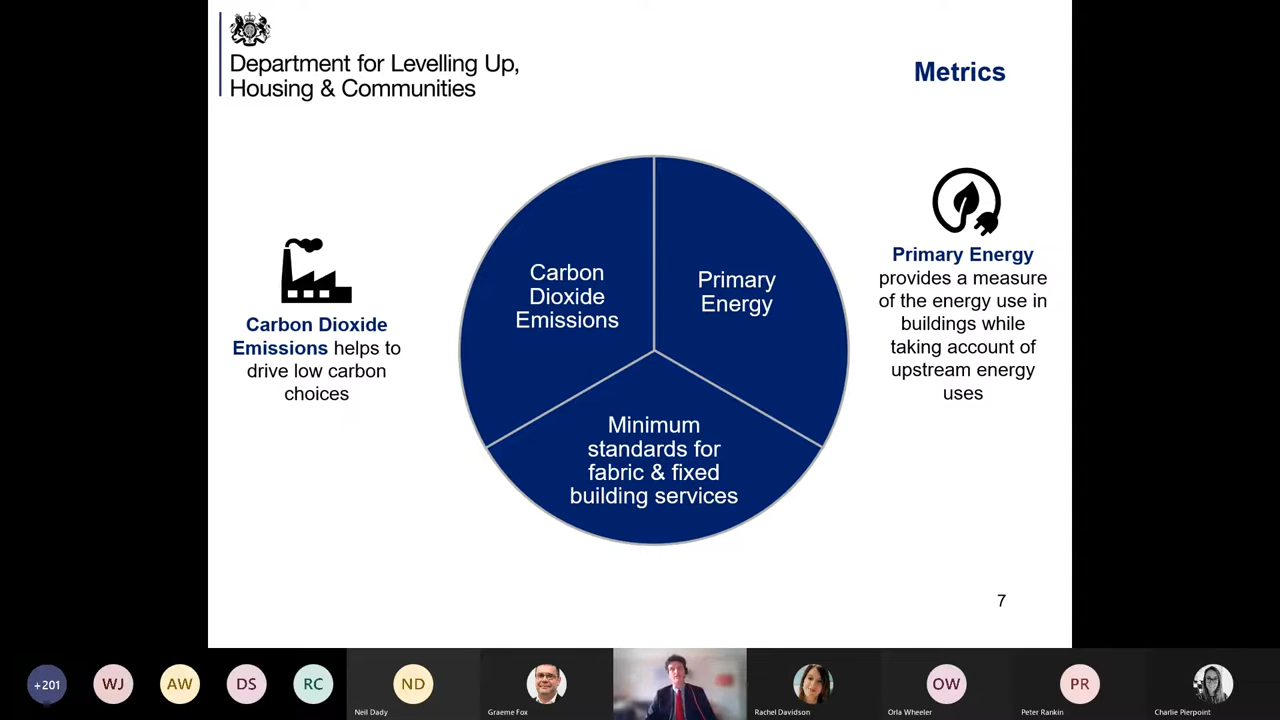 Department for Levelling Up,
Housing & Communities
Metrics
Carbon
Dioxide
Emissions
Primary
Energy
Minimum
standards for
fabric & fixed
building services
Carbon Dioxide
Emissions helps to
drive low carbon
choices
Primary Energy
provides a measure
of the energy use in
buildings while
taking account of
upstream energy
uses
7
+201
WJ
AW
DS
RC
ND
Neil Dady
Graeme Fox
Rachel Davidson
OW
Orla Wheeler
PR
Peter Rankin
Charlie Pierpoint